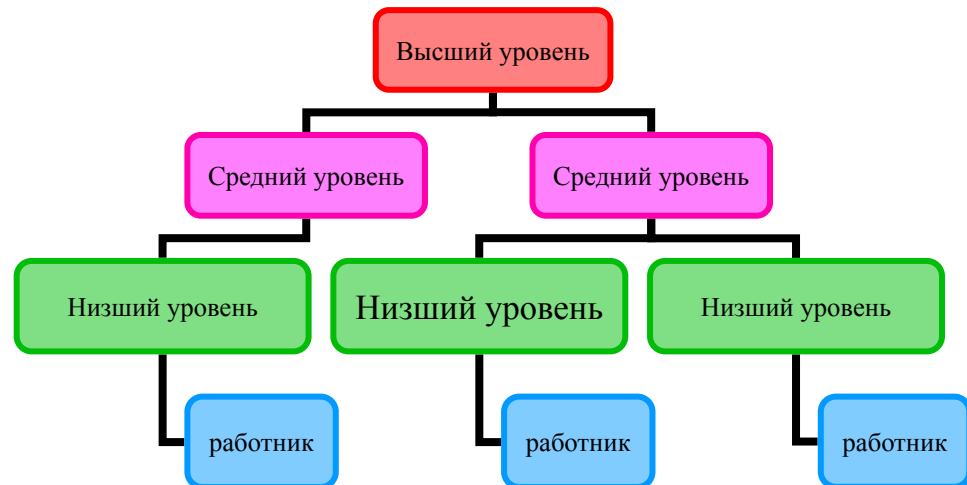 Высший уровень
Средний уровень
Средний уровень
Низший уровень
Низший уровень
Низший уровень
работник
работник
работник